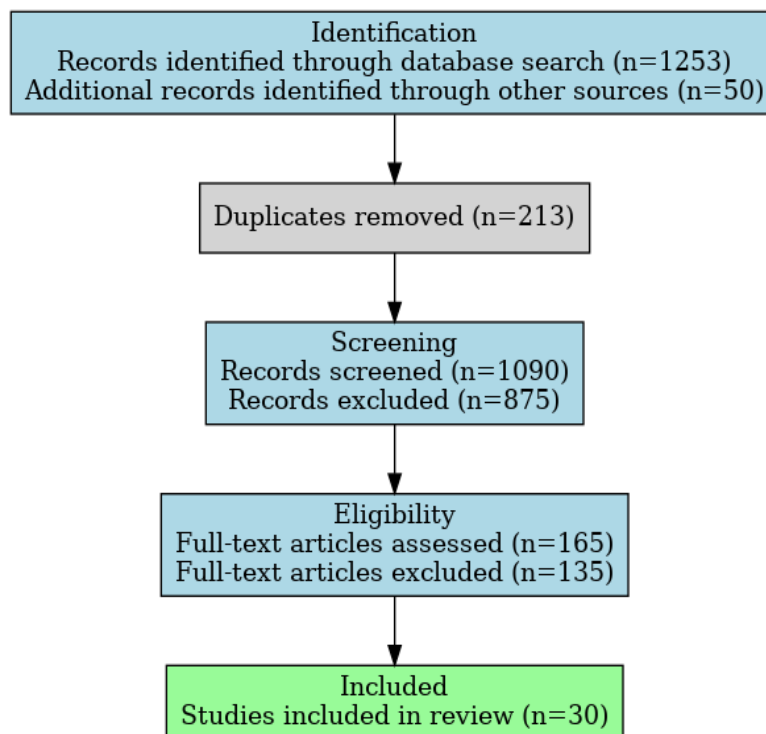 Identification
Records identified through database search (n=1253)
Additional records identified through other sources (n=50)
Duplicates removed (n=213)
Screening
Records screened (n=1090)
Records excluded (n=875)
Eligibility
Full-text articles assessed (n=165)
Full-text articles excluded (n=135)
Included
Studies included in review (n=30)